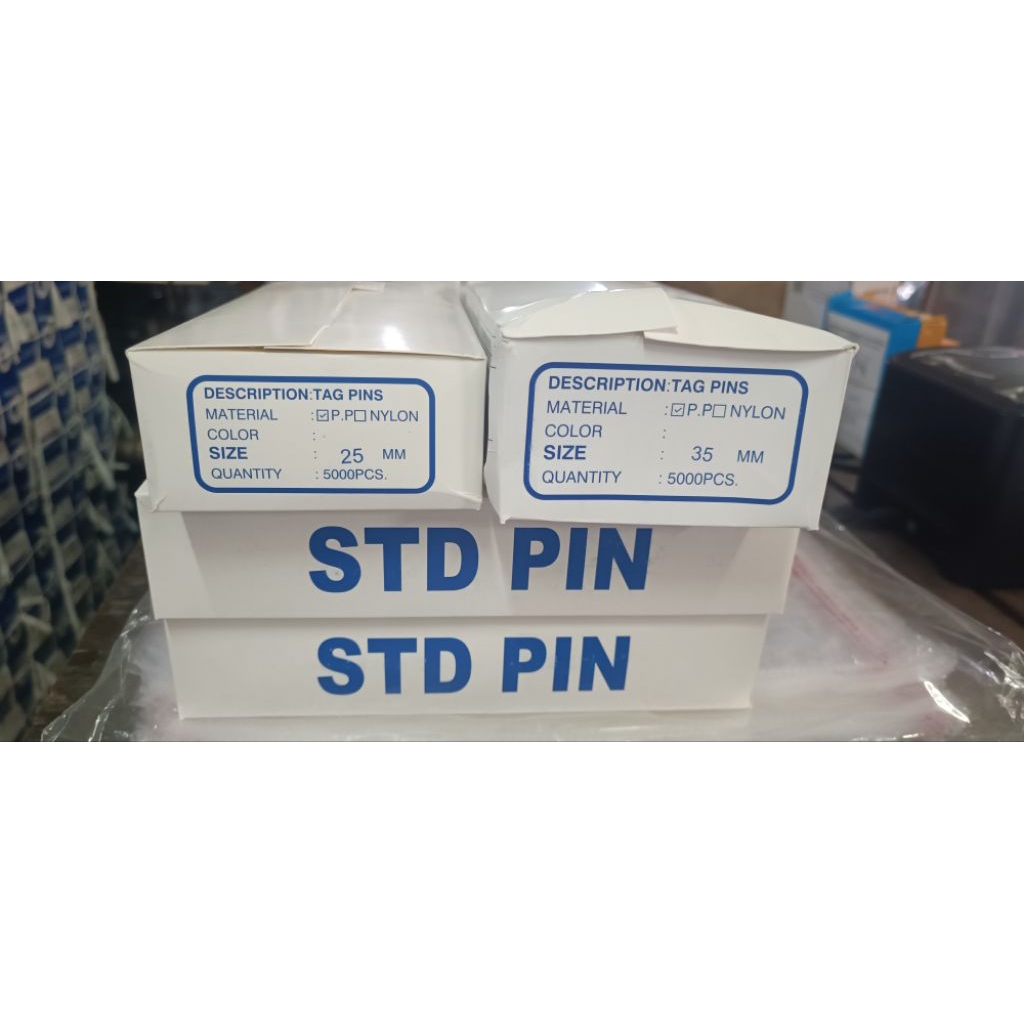 DESCRIPTION:TAG PINS
MATERIAL :☑P.P☐NYLON
COLOR :
SIZE : 25 MM
QUANTITY : 5000PCS.
DESCRIPTION:TAG PINS
MATERIAL :☑P.P☐NYLON
COLOR :
SIZE : 35 MM
QUANTITY : 5000PCS.
STD PIN
STD PIN